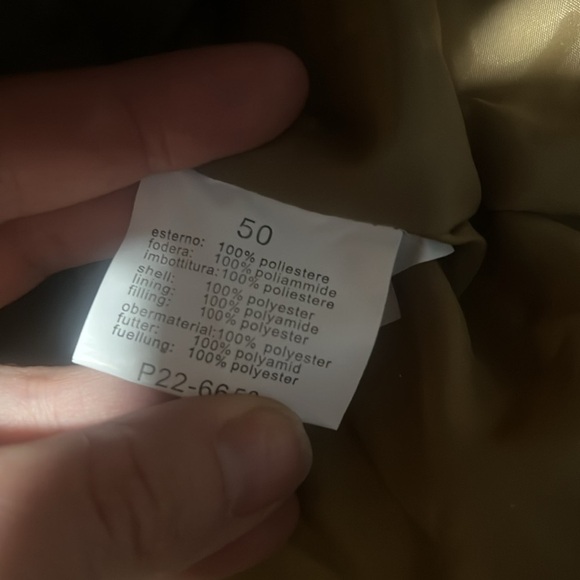 50
esterno: 100% poliestere
fodera: 100% poliammide
imbottitura: 100% poliestere
shell: 100% polyester
lining: 100% polyamide
filling: 100% polyester
obermaterial: 100% polyester
futter: 100% polyamid
fuellung: 100% polyester